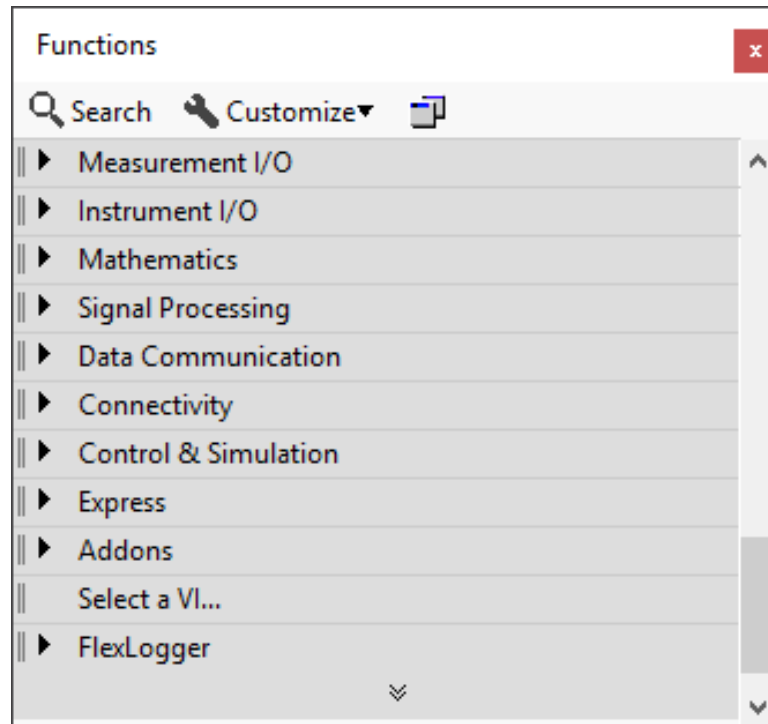 Functions
x
Search Customize
Measurement I/O
Instrument I/O
Mathematics
Signal Processing
Data Communication
Connectivity
Control & Simulation
Express
Addons
Select a VI...
FlexLogger